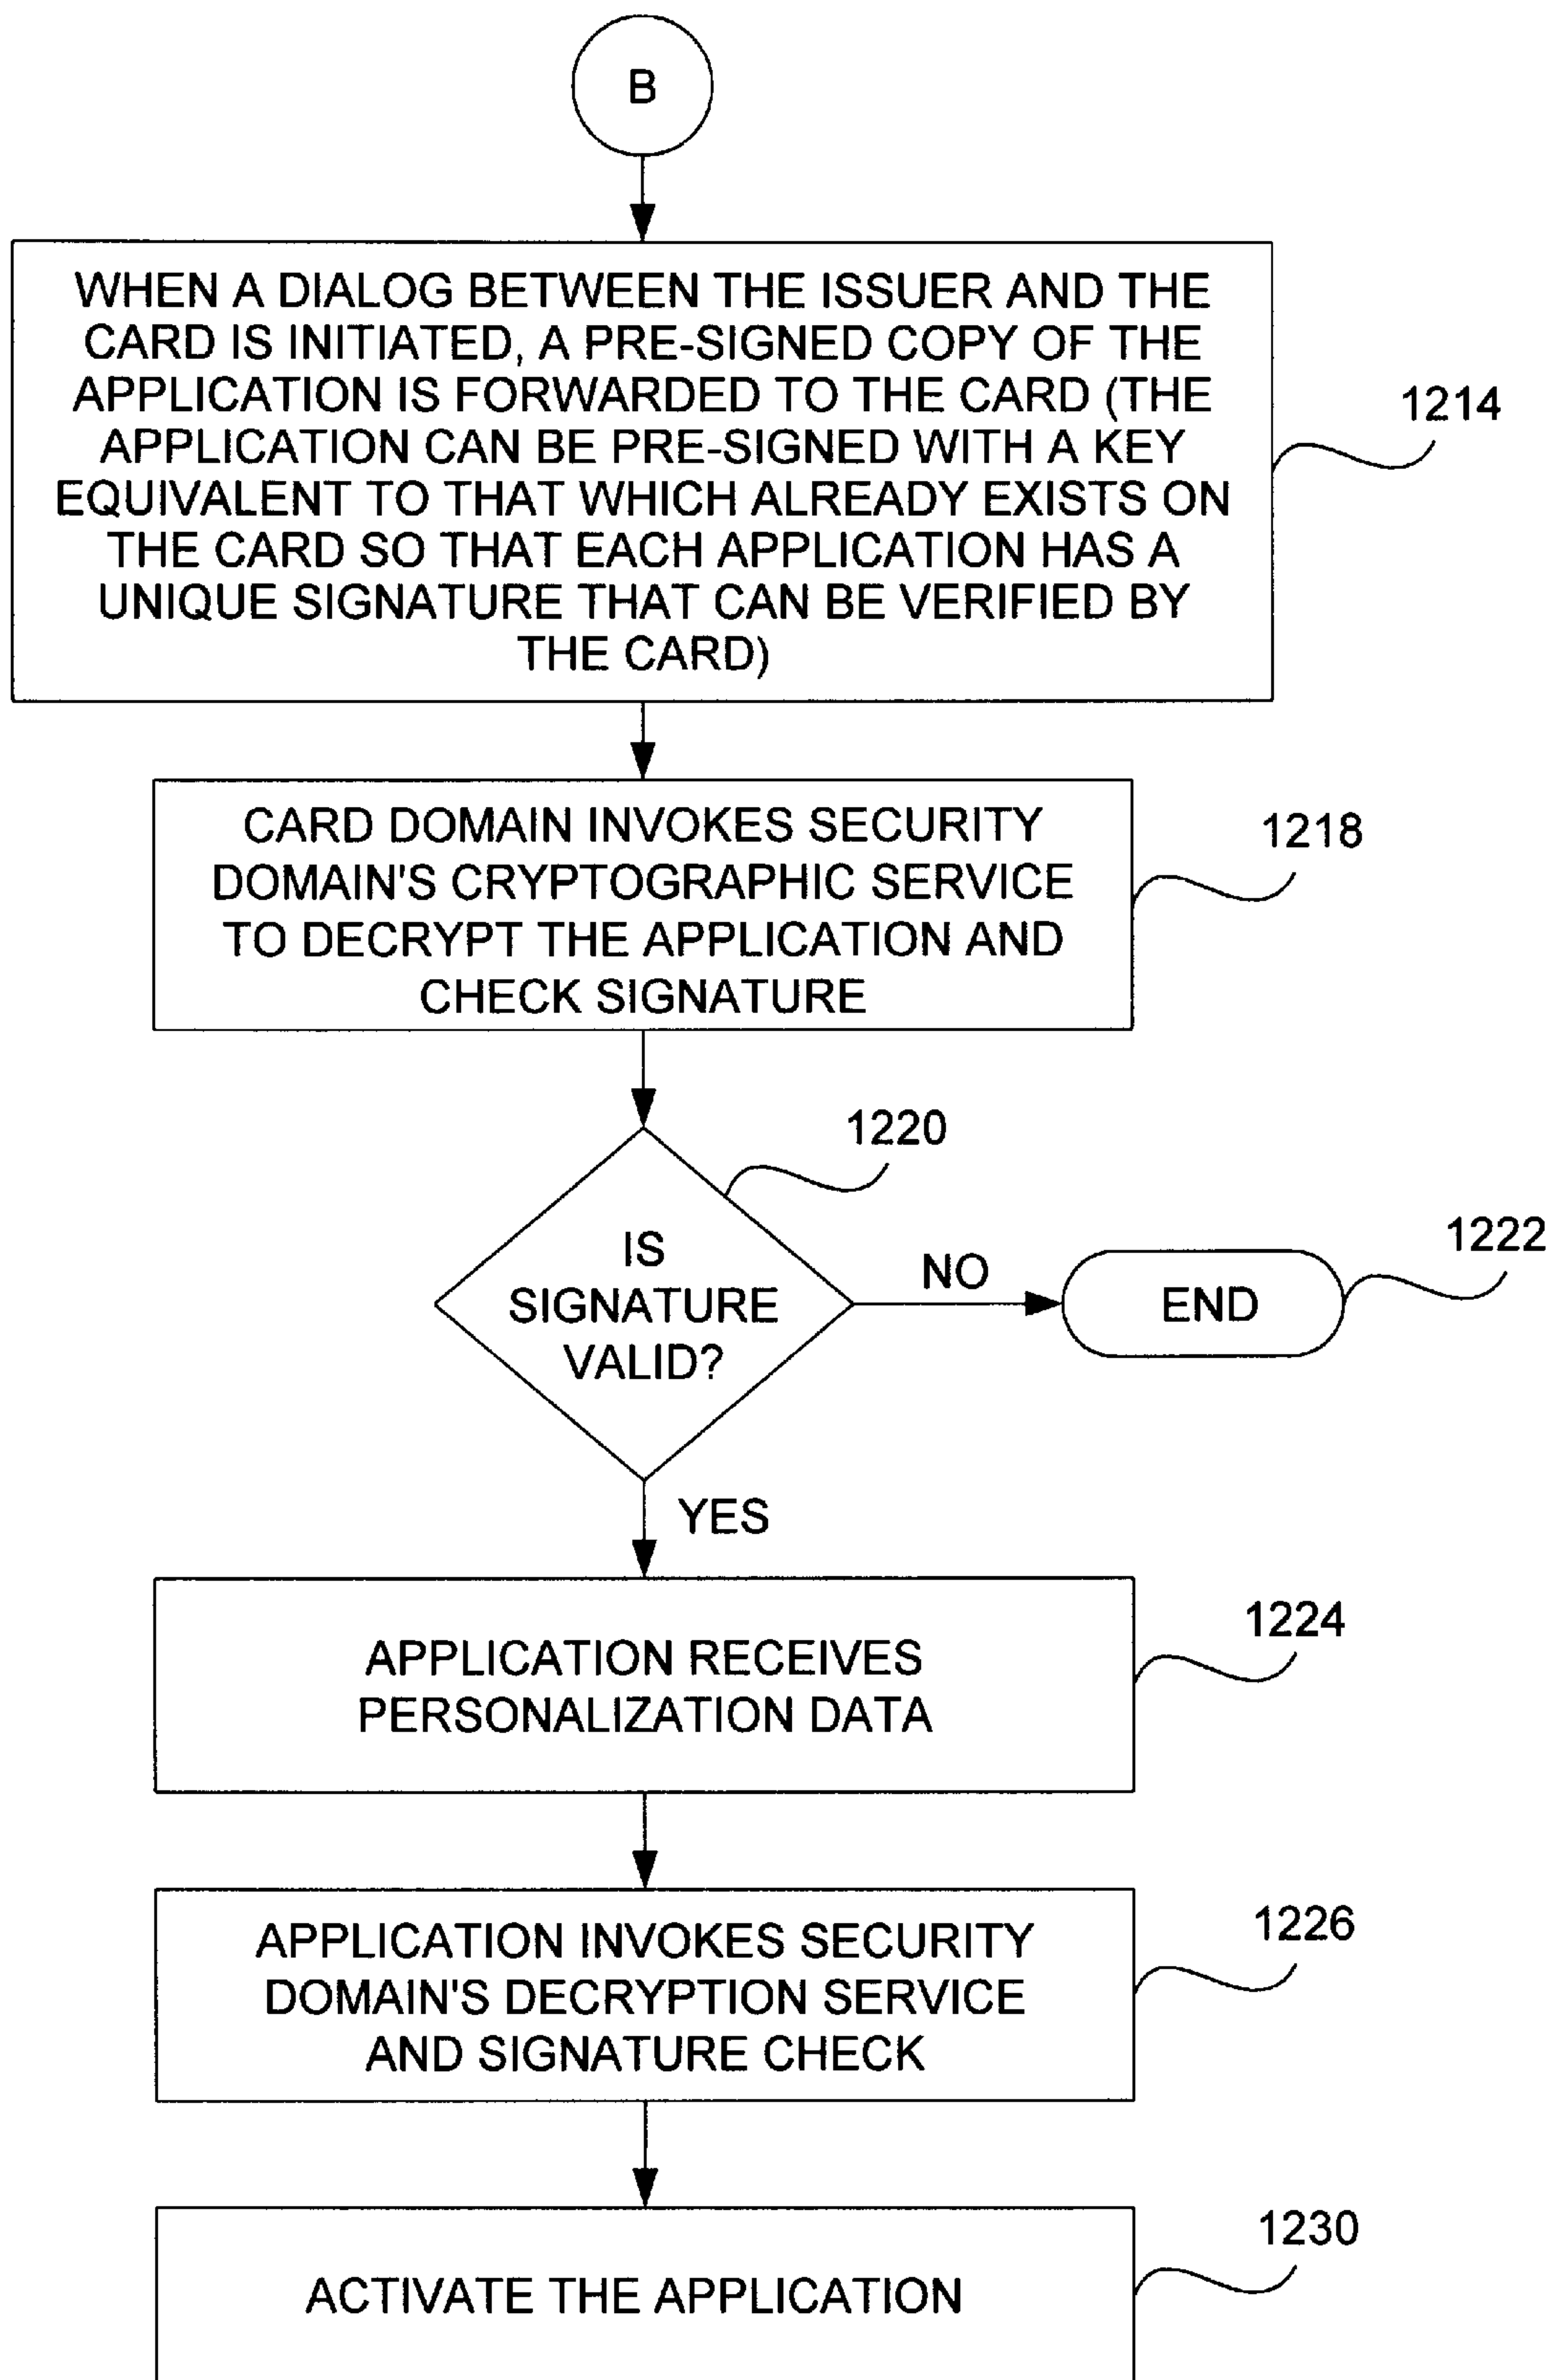 B
WHEN A DIALOG BETWEEN THE ISSUER AND THE
CARD IS INITIATED, A PRE-SIGNED COPY OF THE
APPLICATION IS FORWARDED TO THE CARD (THE
APPLICATION CAN BE PRE-SIGNED WITH A KEY
EQUIVALENT TO THAT WHICH ALREADY EXISTS ON
THE CARD SO THAT EACH APPLICATION HAS A
UNIQUE SIGNATURE THAT CAN BE VERIFIED BY
THE CARD)
1214
CARD DOMAIN INVOKES SECURITY
DOMAIN'S CRYPTOGRAPHIC SERVICE
TO DECRYPT THE APPLICATION AND
CHECK SIGNATURE
1218
1220
IS
SIGNATURE
VALID?
NO
END
1222
YES
APPLICATION RECEIVES
PERSONALIZATION DATA
1224
APPLICATION INVOKES SECURITY
DOMAIN'S DECRYPTION SERVICE
AND SIGNATURE CHECK
1226
ACTIVATE THE APPLICATION
1230